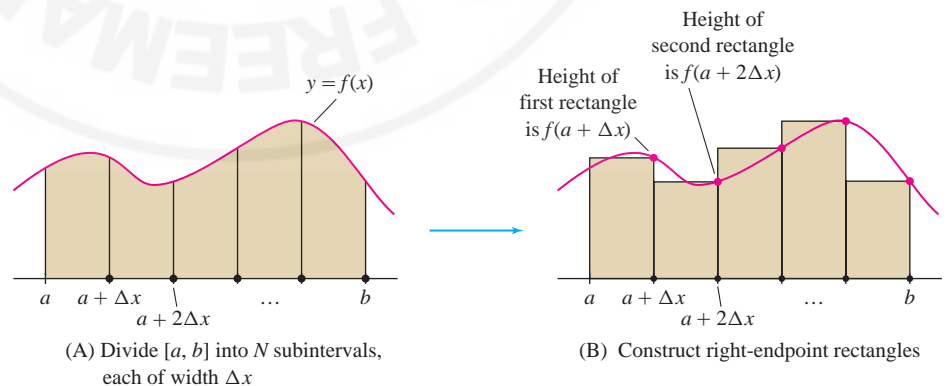 FREEMAN
y = f(x)
a
a + Δx
a + 2Δx
...
b
(A) Divide [a, b] into N subintervals,
each of width Δx
Height of
first rectangle
is f(a + Δx)
Height of
second rectangle
is f(a + 2Δx)
a
a + Δx
a + 2Δx
...
b
(B) Construct right-endpoint rectangles